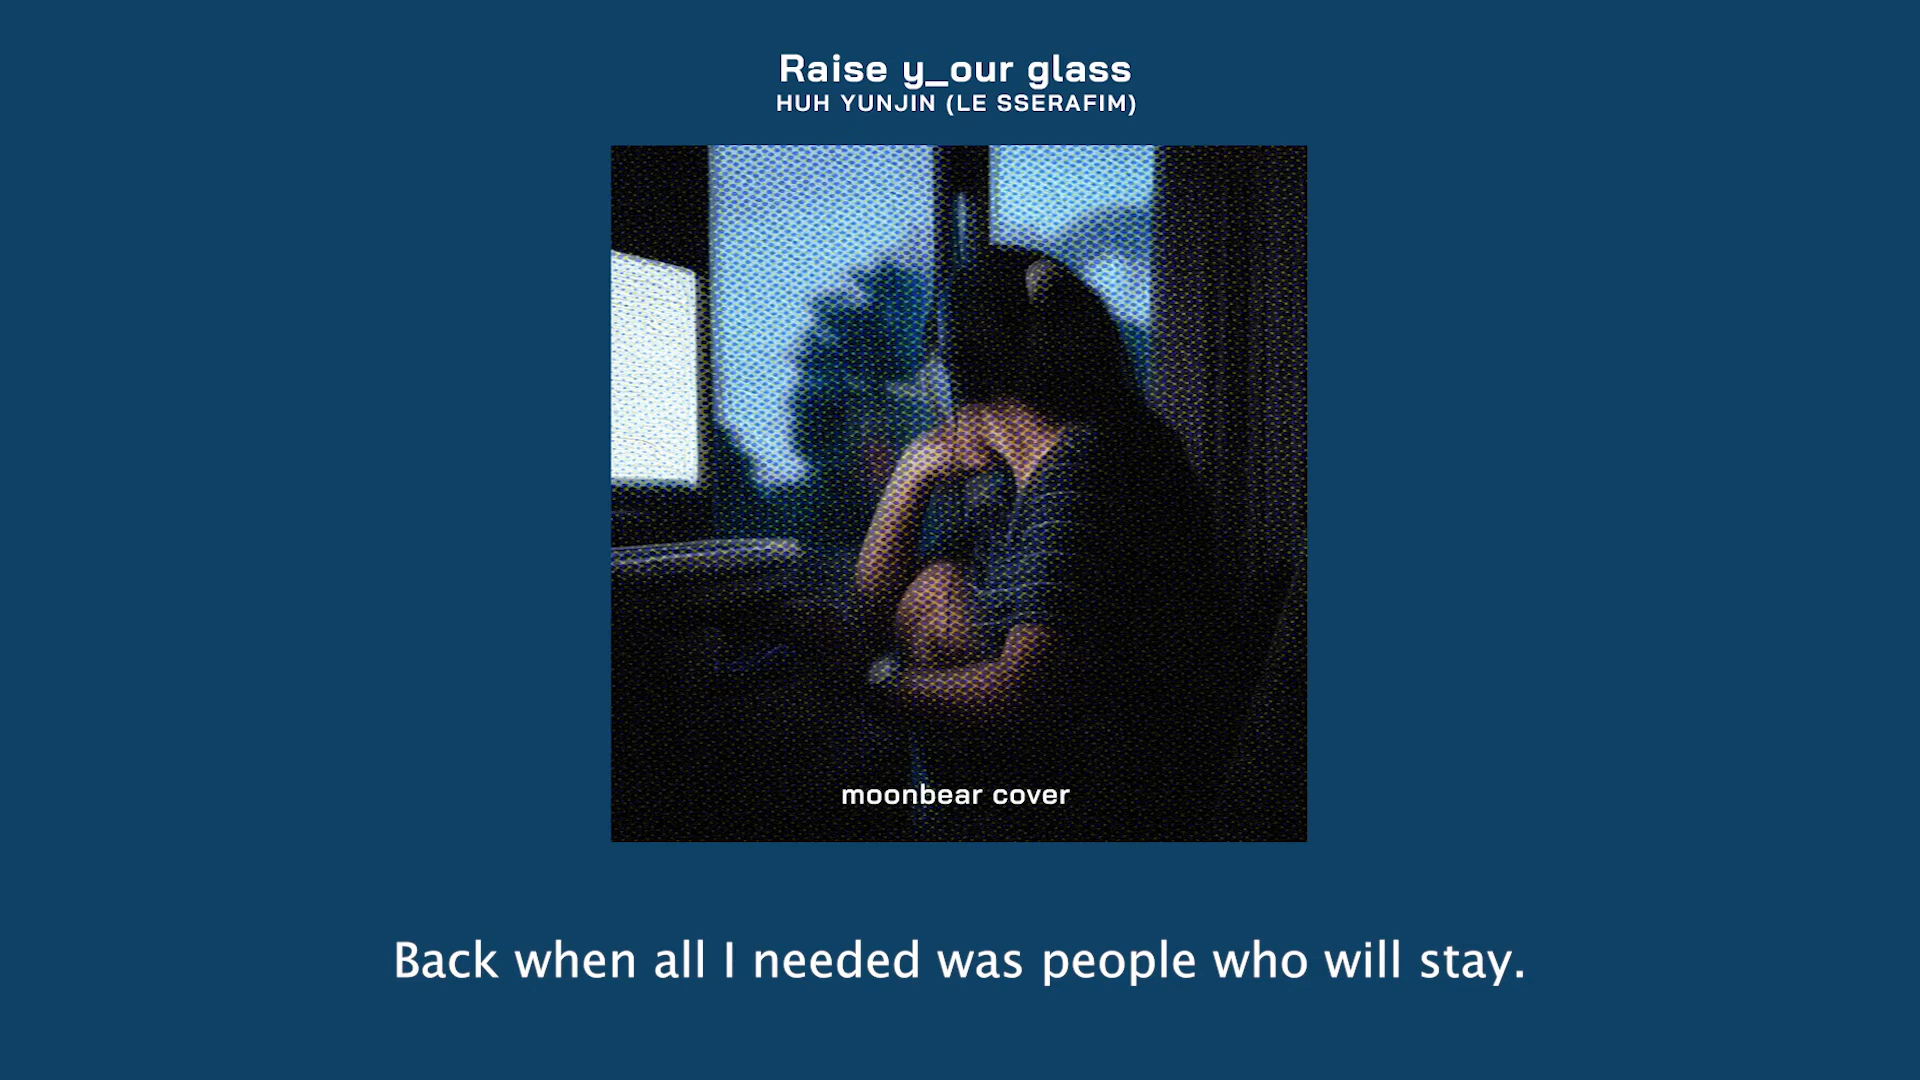 Raise y_our glass
HUH YUNJIN (LE SSERAFIM)
moonbear cover
Back when all I needed was people who will stay.